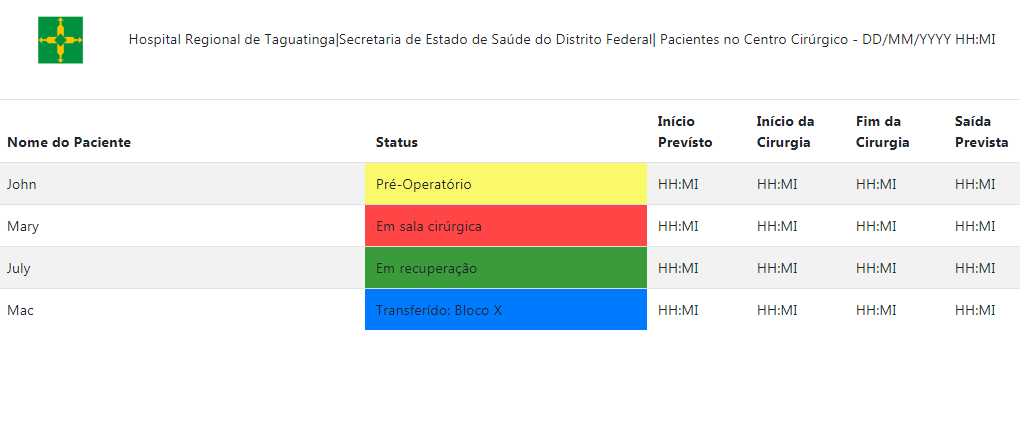 Hospital Regional de Taguatinga|Secretaria de Estado de Saúde do Distrito Federal| Pacientes no Centro Cirúrgico - DD/MM/YYYY HH:MI
Nome do Paciente Status Início Previsto Início da Cirurgia Fim da Cirurgia Saída Prevista
John Pré-Operatório HH:MI HH:MI HH:MI HH:MI
Mary Em sala cirúrgica HH:MI HH:MI HH:MI HH:MI
July Em recuperação HH:MI HH:MI HH:MI HH:MI
Mac Transferido: Bloco X HH:MI HH:MI HH:MI HH:MI